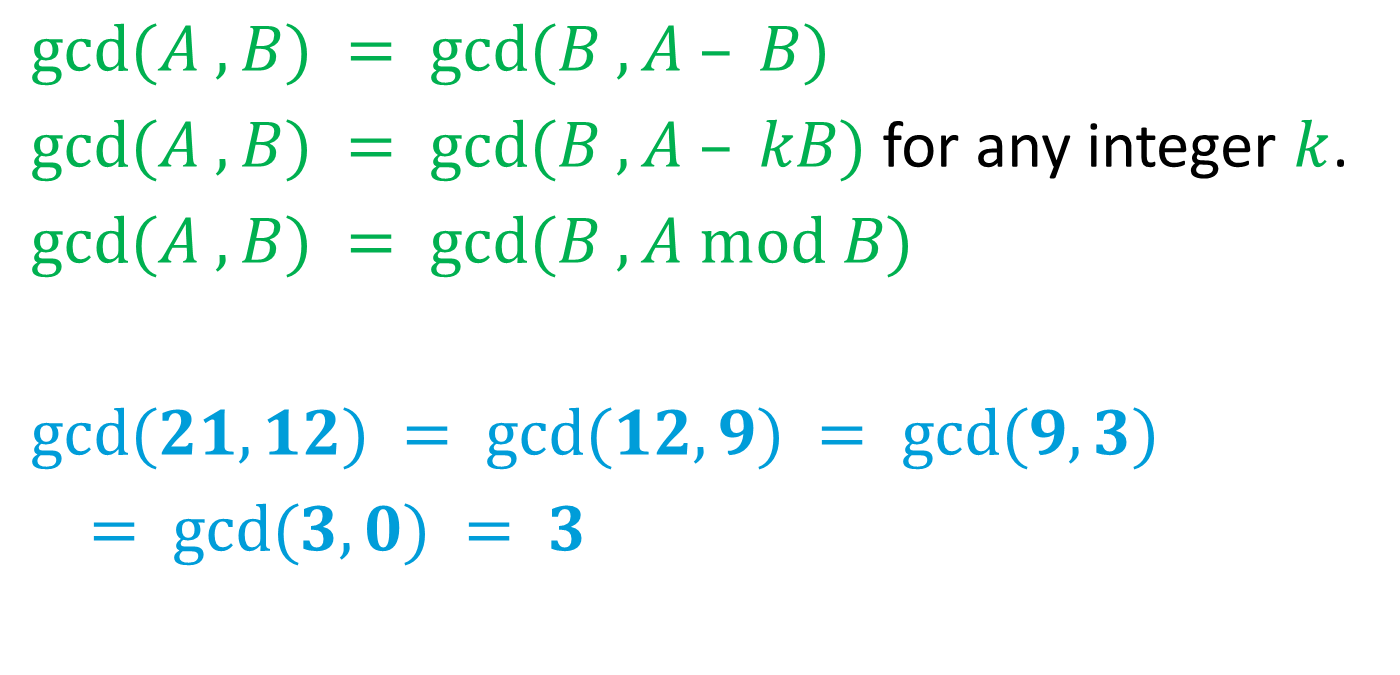 gcd(A , B) = gcd(B , A − B)
gcd(A , B) = gcd(B , A − kB) for any integer k.
gcd(A , B) = gcd(B , A mod B)
gcd(21, 12) = gcd(12, 9) = gcd(9, 3)
= gcd(3, 0) = 3